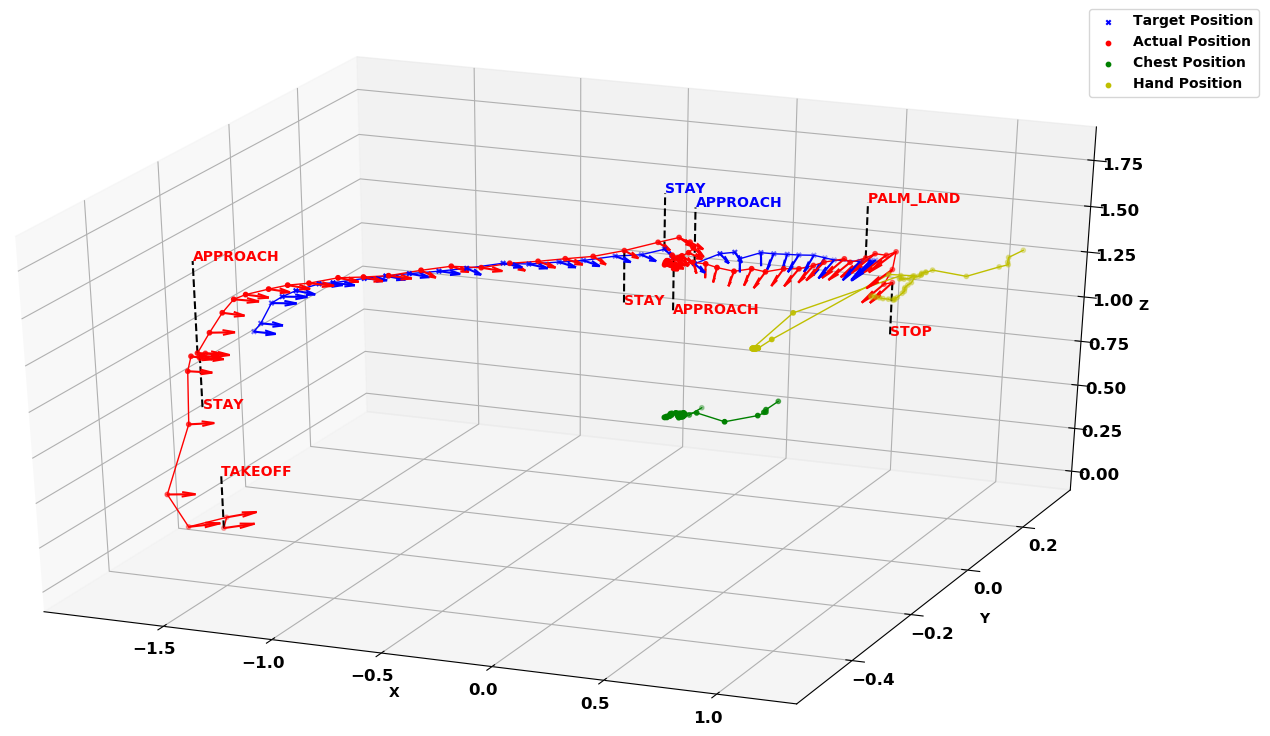 Target Position
Actual Position
Chest Position
Hand Position
1.75
STAY
APPROACH
PALM_LAND
1.50
APPROACH
1.25
STAY
APPROACH
1.00 Z
STOP
0.75
0.50
STAY
0.25
TAKEOFF
0.00
0.2
0.0
Y
−0.2
−1.5
−1.0
−0.5
−0.4
X
0.0
0.5
1.0